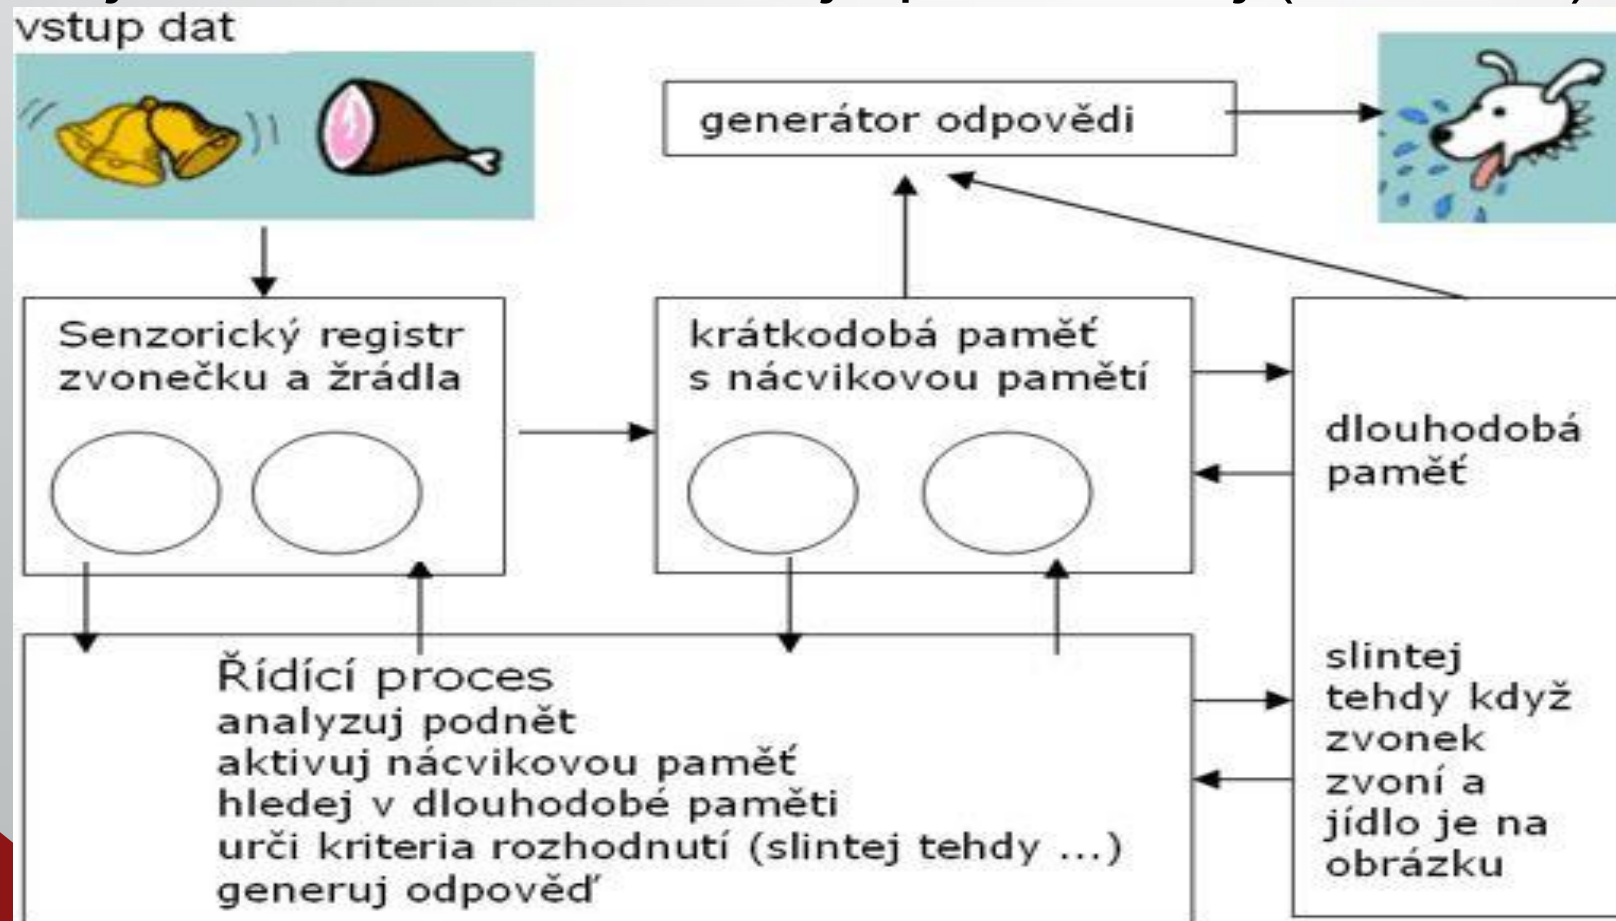 vstup dat
generátor odpovědi
Senzorický registr
zvonečku a žrádla
krátkodobá paměť
s nácvikovou pamětí
dlouhodobá
paměť
slintej
tehdy když
zvonek
zvoní a
jídlo je na
obrázku
Řídící proces
analyzuj podnět
aktivuj nácvikovou paměť
hledej v dlouhodobé paměti
urči kriteria rozhodnutí (slintej tehdy ...)
generuj odpověď